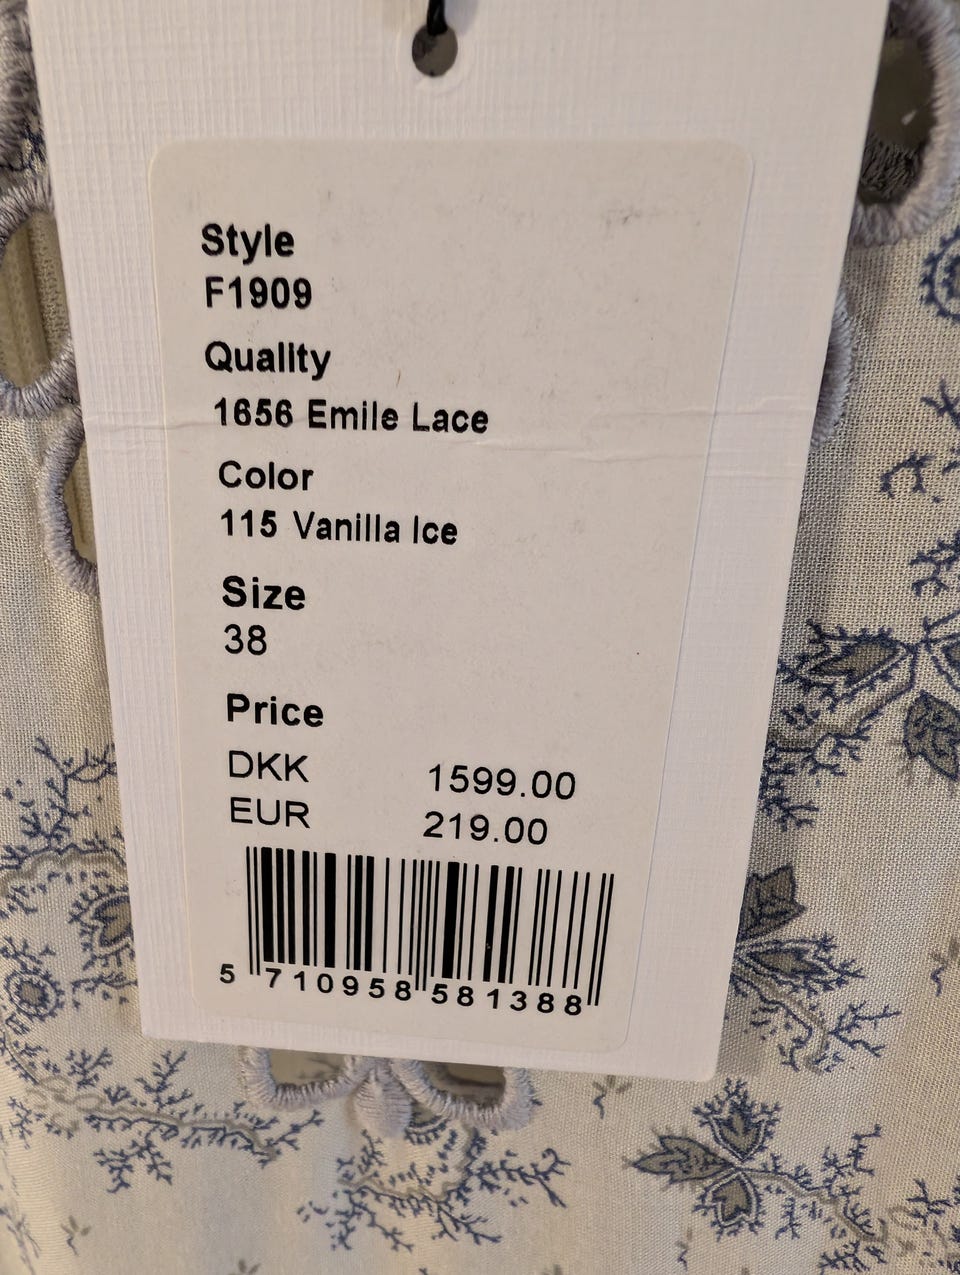 Style
F1909
Quality
1656 Emile Lace
Color
115 Vanilla Ice
Size
38
Price
DKK 1599.00
EUR 219.00
5 710958 581388